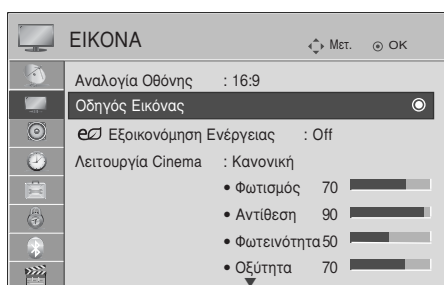 ΕΙΚΟΝΑ Μετ. OK
Αναλογία Οθόνης : 16:9
Οδηγός Εικόνας
Εξοικονόμηση Ενέργειας : Off
Λειτουργία Cinema : Κανονική
• Φωτισμός 70
• Αντίθεση 90
• Φωτεινότητα 50
• Οξύτητα 70